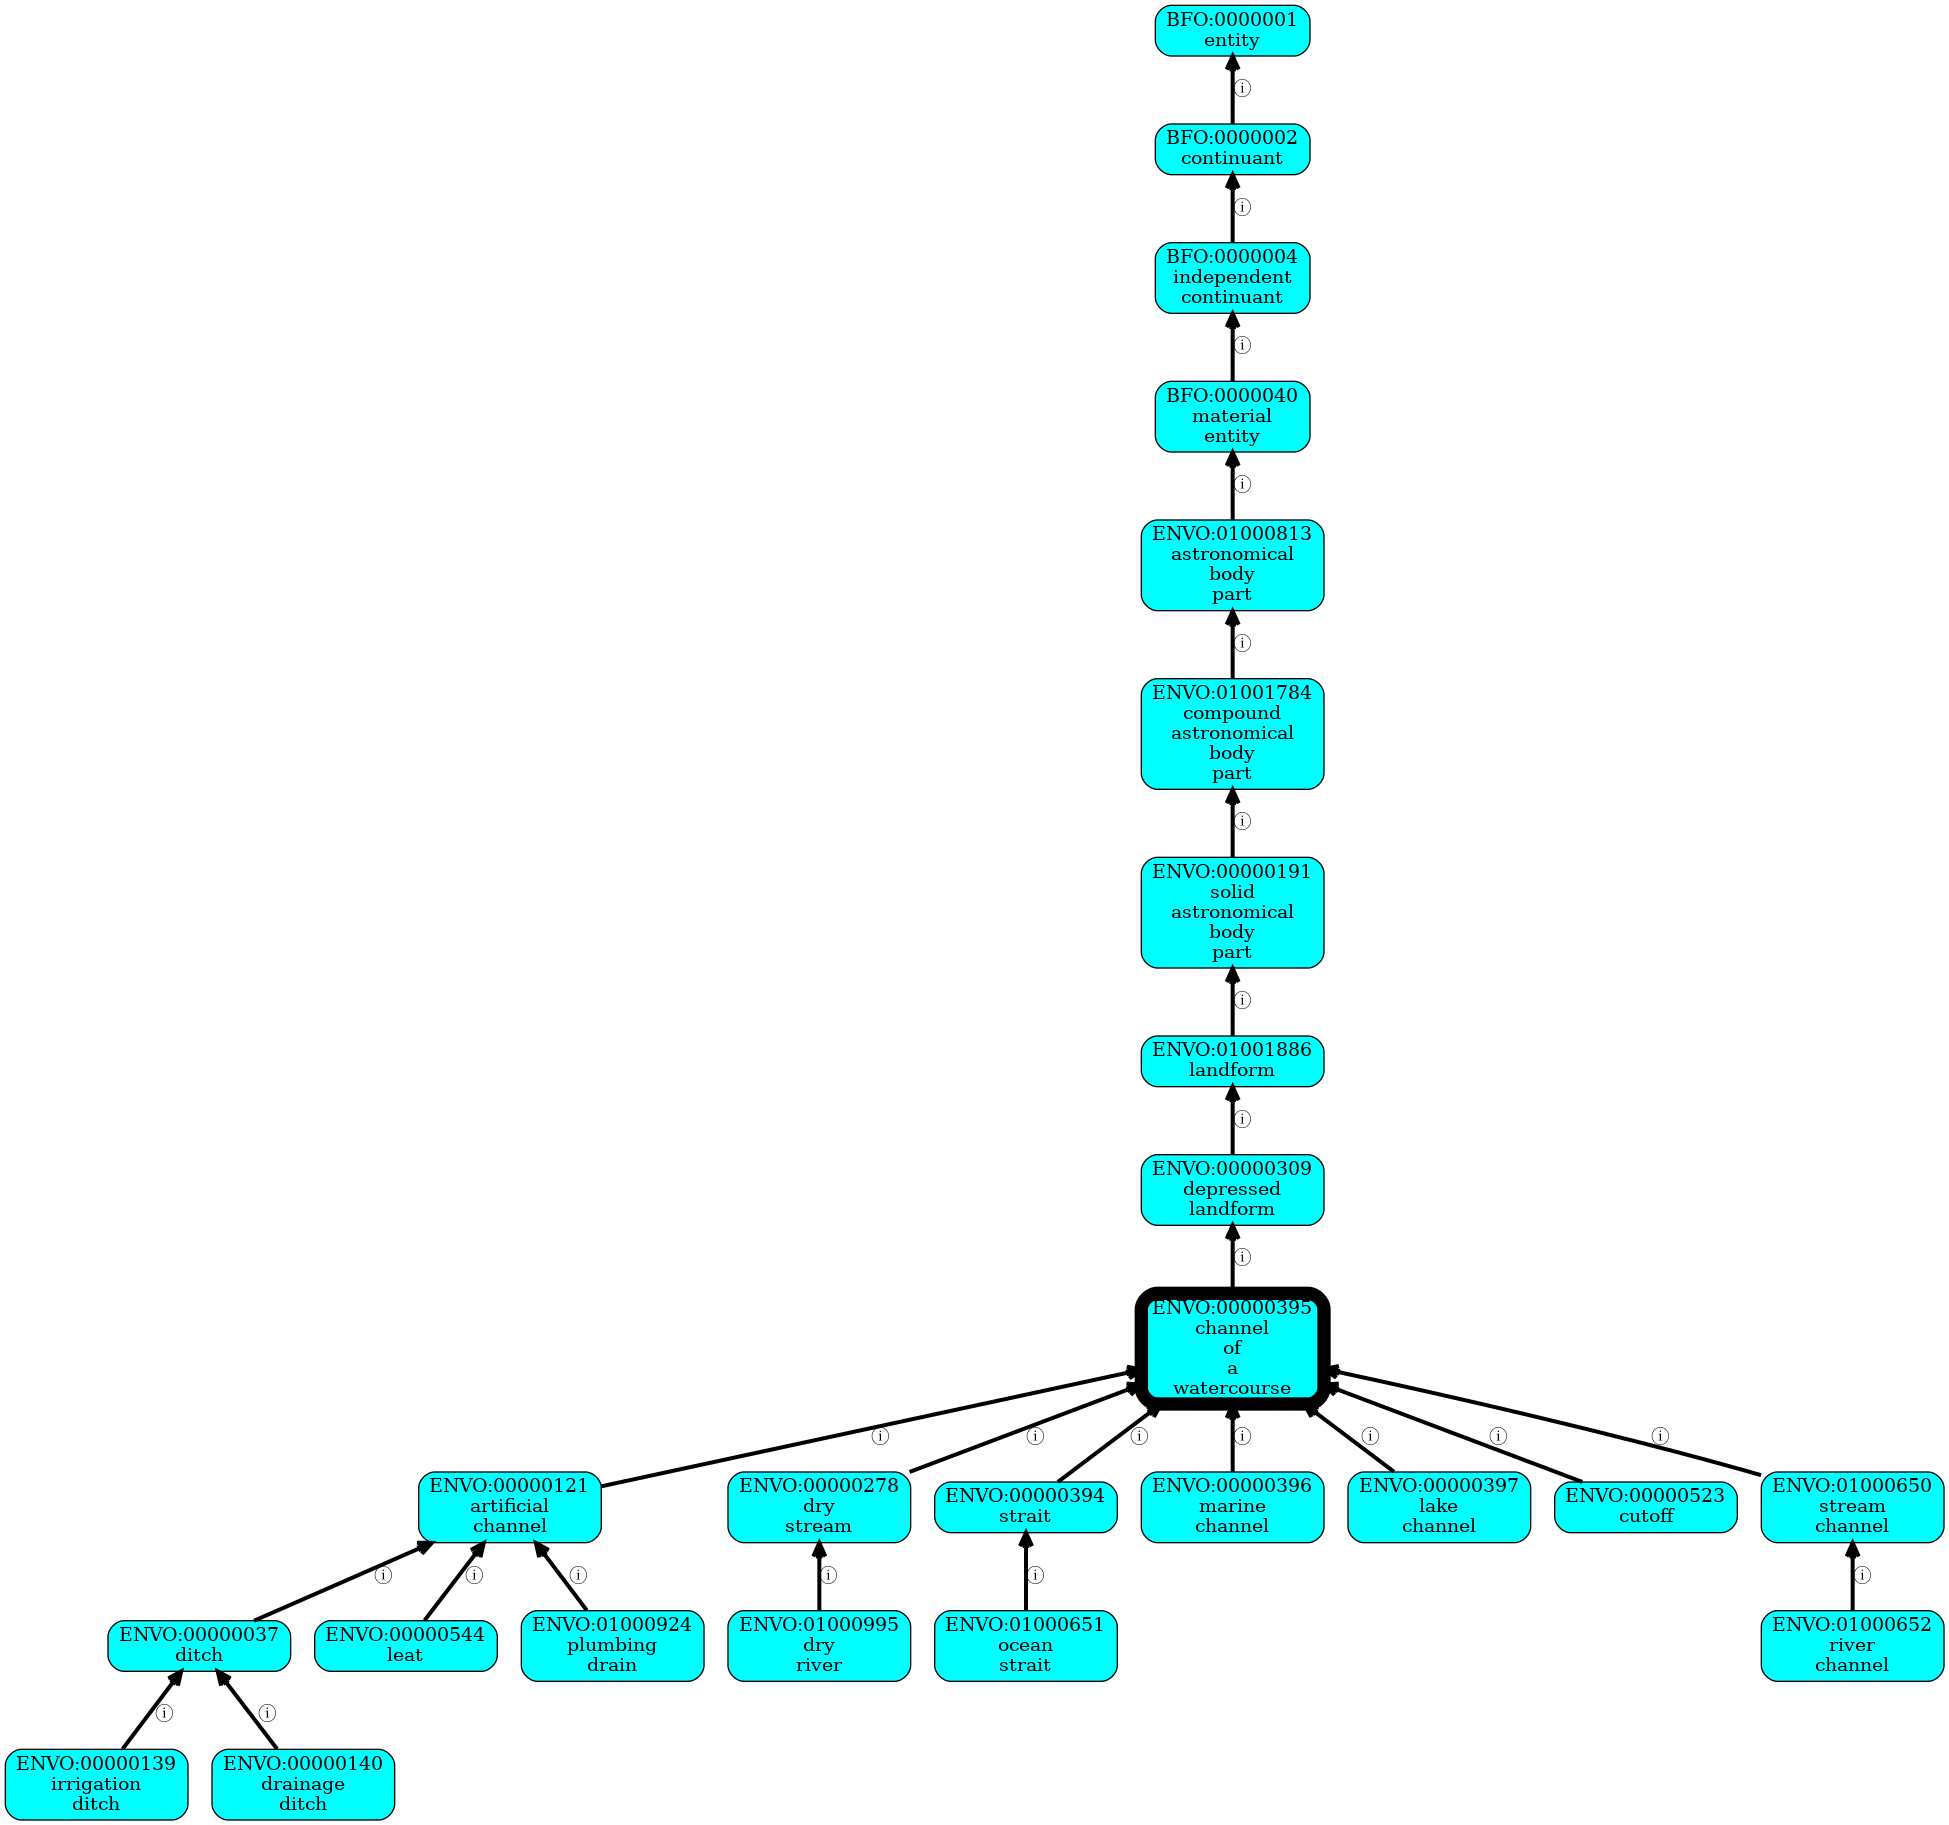 BFO:0000001
entity
ⓘ
BFO:0000002
continuant
ⓘ
BFO:0000004
independent
continuant
ⓘ
BFO:0000040
material
entity
ⓘ
ENVO:01000813
astronomical
body
part
ⓘ
ENVO:01001784
compound
astronomical
body
part
ⓘ
ENVO:00000191
solid
astronomical
body
part
ⓘ
ENVO:01001886
landform
ⓘ
ENVO:00000309
depressed
landform
ⓘ
ENVO:00000395
channel
of
a
watercourse
ⓘ ⓘ ⓘ ⓘ ⓘ ⓘ ⓘ
ENVO:00000121
artificial
channel
ENVO:00000278
dry
stream
ENVO:00000394
strait
ENVO:00000396
marine
channel
ENVO:00000397
lake
channel
ENVO:00000523
cutoff
ENVO:01000650
stream
channel
ⓘ ⓘ ⓘ ⓘ ⓘ ⓘ
ENVO:00000037
ditch
ENVO:00000544
leat
ENVO:01000924
plumbing
drain
ENVO:01000995
dry
river
ENVO:01000651
ocean
strait
ENVO:01000652
river
channel
ⓘ ⓘ
ENVO:00000139
irrigation
ditch
ENVO:00000140
drainage
ditch